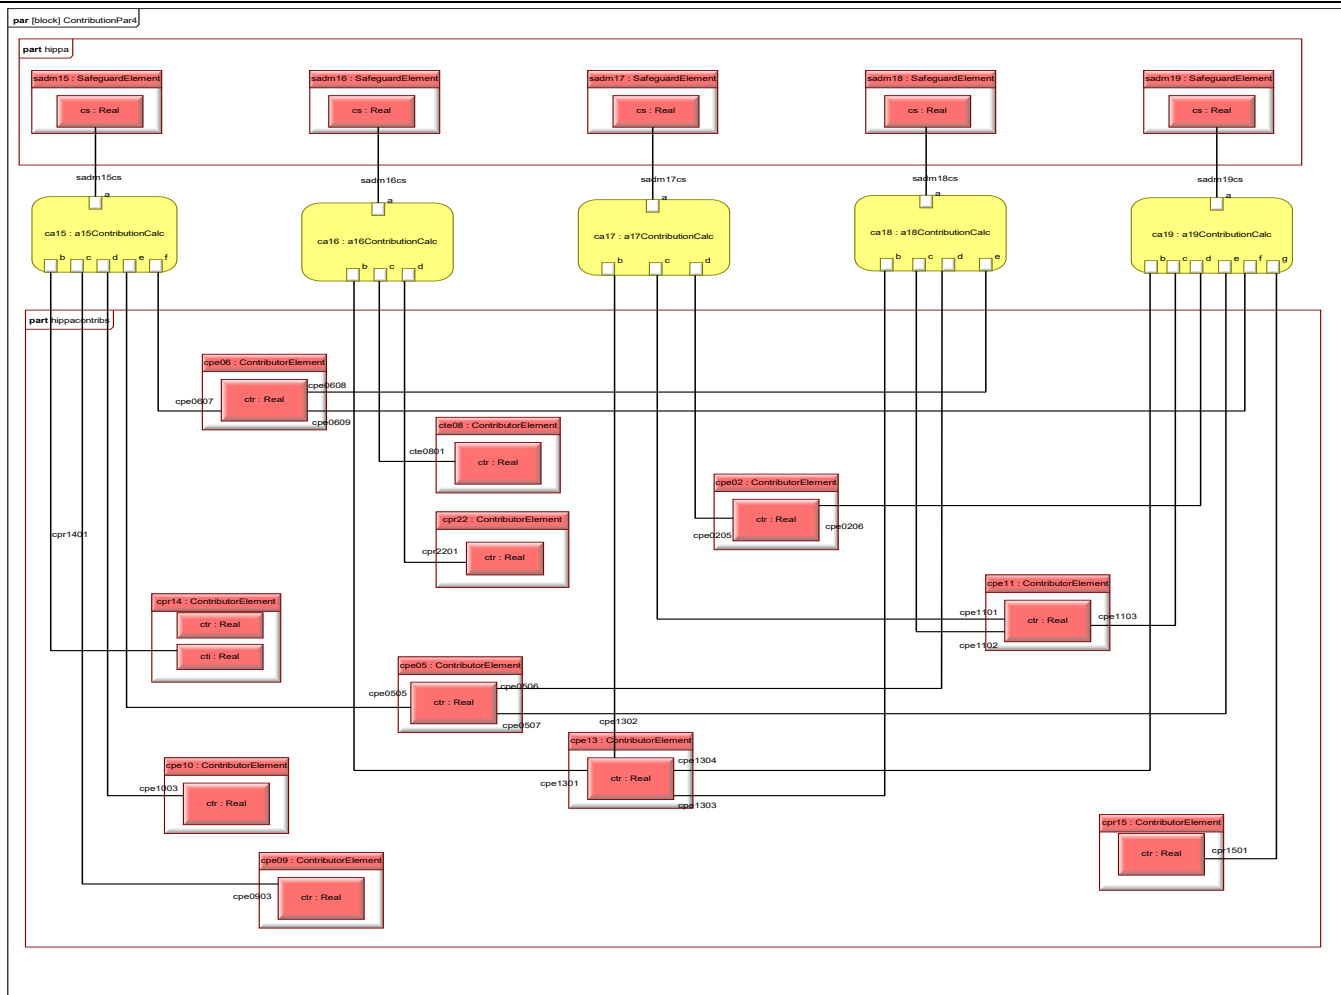 par [block] ContributionPar4
part hippa
sadm15 : SafeguardElement
sadm16 : SafeguardElement
sadm17 : SafeguardElement
sadm18 : SafeguardElement
sadm19 : SafeguardElement
cs : Real
cs : Real
cs : Real
cs : Real
cs : Real
sadm15cs
sadm16cs
sadm17cs
sadm18cs
sadm19cs
a
a
a
a
a
ca15 : a15ContributionCalc
ca16 : a16ContributionCalc
ca17 : a17ContributionCalc
ca18 : a18ContributionCalc
ca19 : a19ContributionCalc
b c d e f
b c d
b c d
b c d e
b c d e f g
part hippacontribs
cpe06 : ContributorElement
ctr : Real
cpe0608
cpe0607
cpe0609
cte08 : ContributorElement
cte0801
ctr : Real
cpe02 : ContributorElement
ctr : Real
cpe0205
cpe0206
cpr22 : ContributorElement
cpr2201
ctr : Real
cpr1401
cpe11 : ContributorElement
cpe1101
ctr : Real
cpe1103
cpe1102
cpr14 : ContributorElement
ctr : Real
cti : Real
cpe05 : ContributorElement
cpe0505
ctr : Real
cpe0506
cpe0507
cpe1302
cpe13 : ContributorElement
cpe1301
ctr : Real
cpe1304
cpe1303
cpe10 : ContributorElement
cpe1003
ctr : Real
cpr15 : ContributorElement
ctr : Real
cpr1501
cpe09 : ContributorElement
cpe0903
ctr : Real